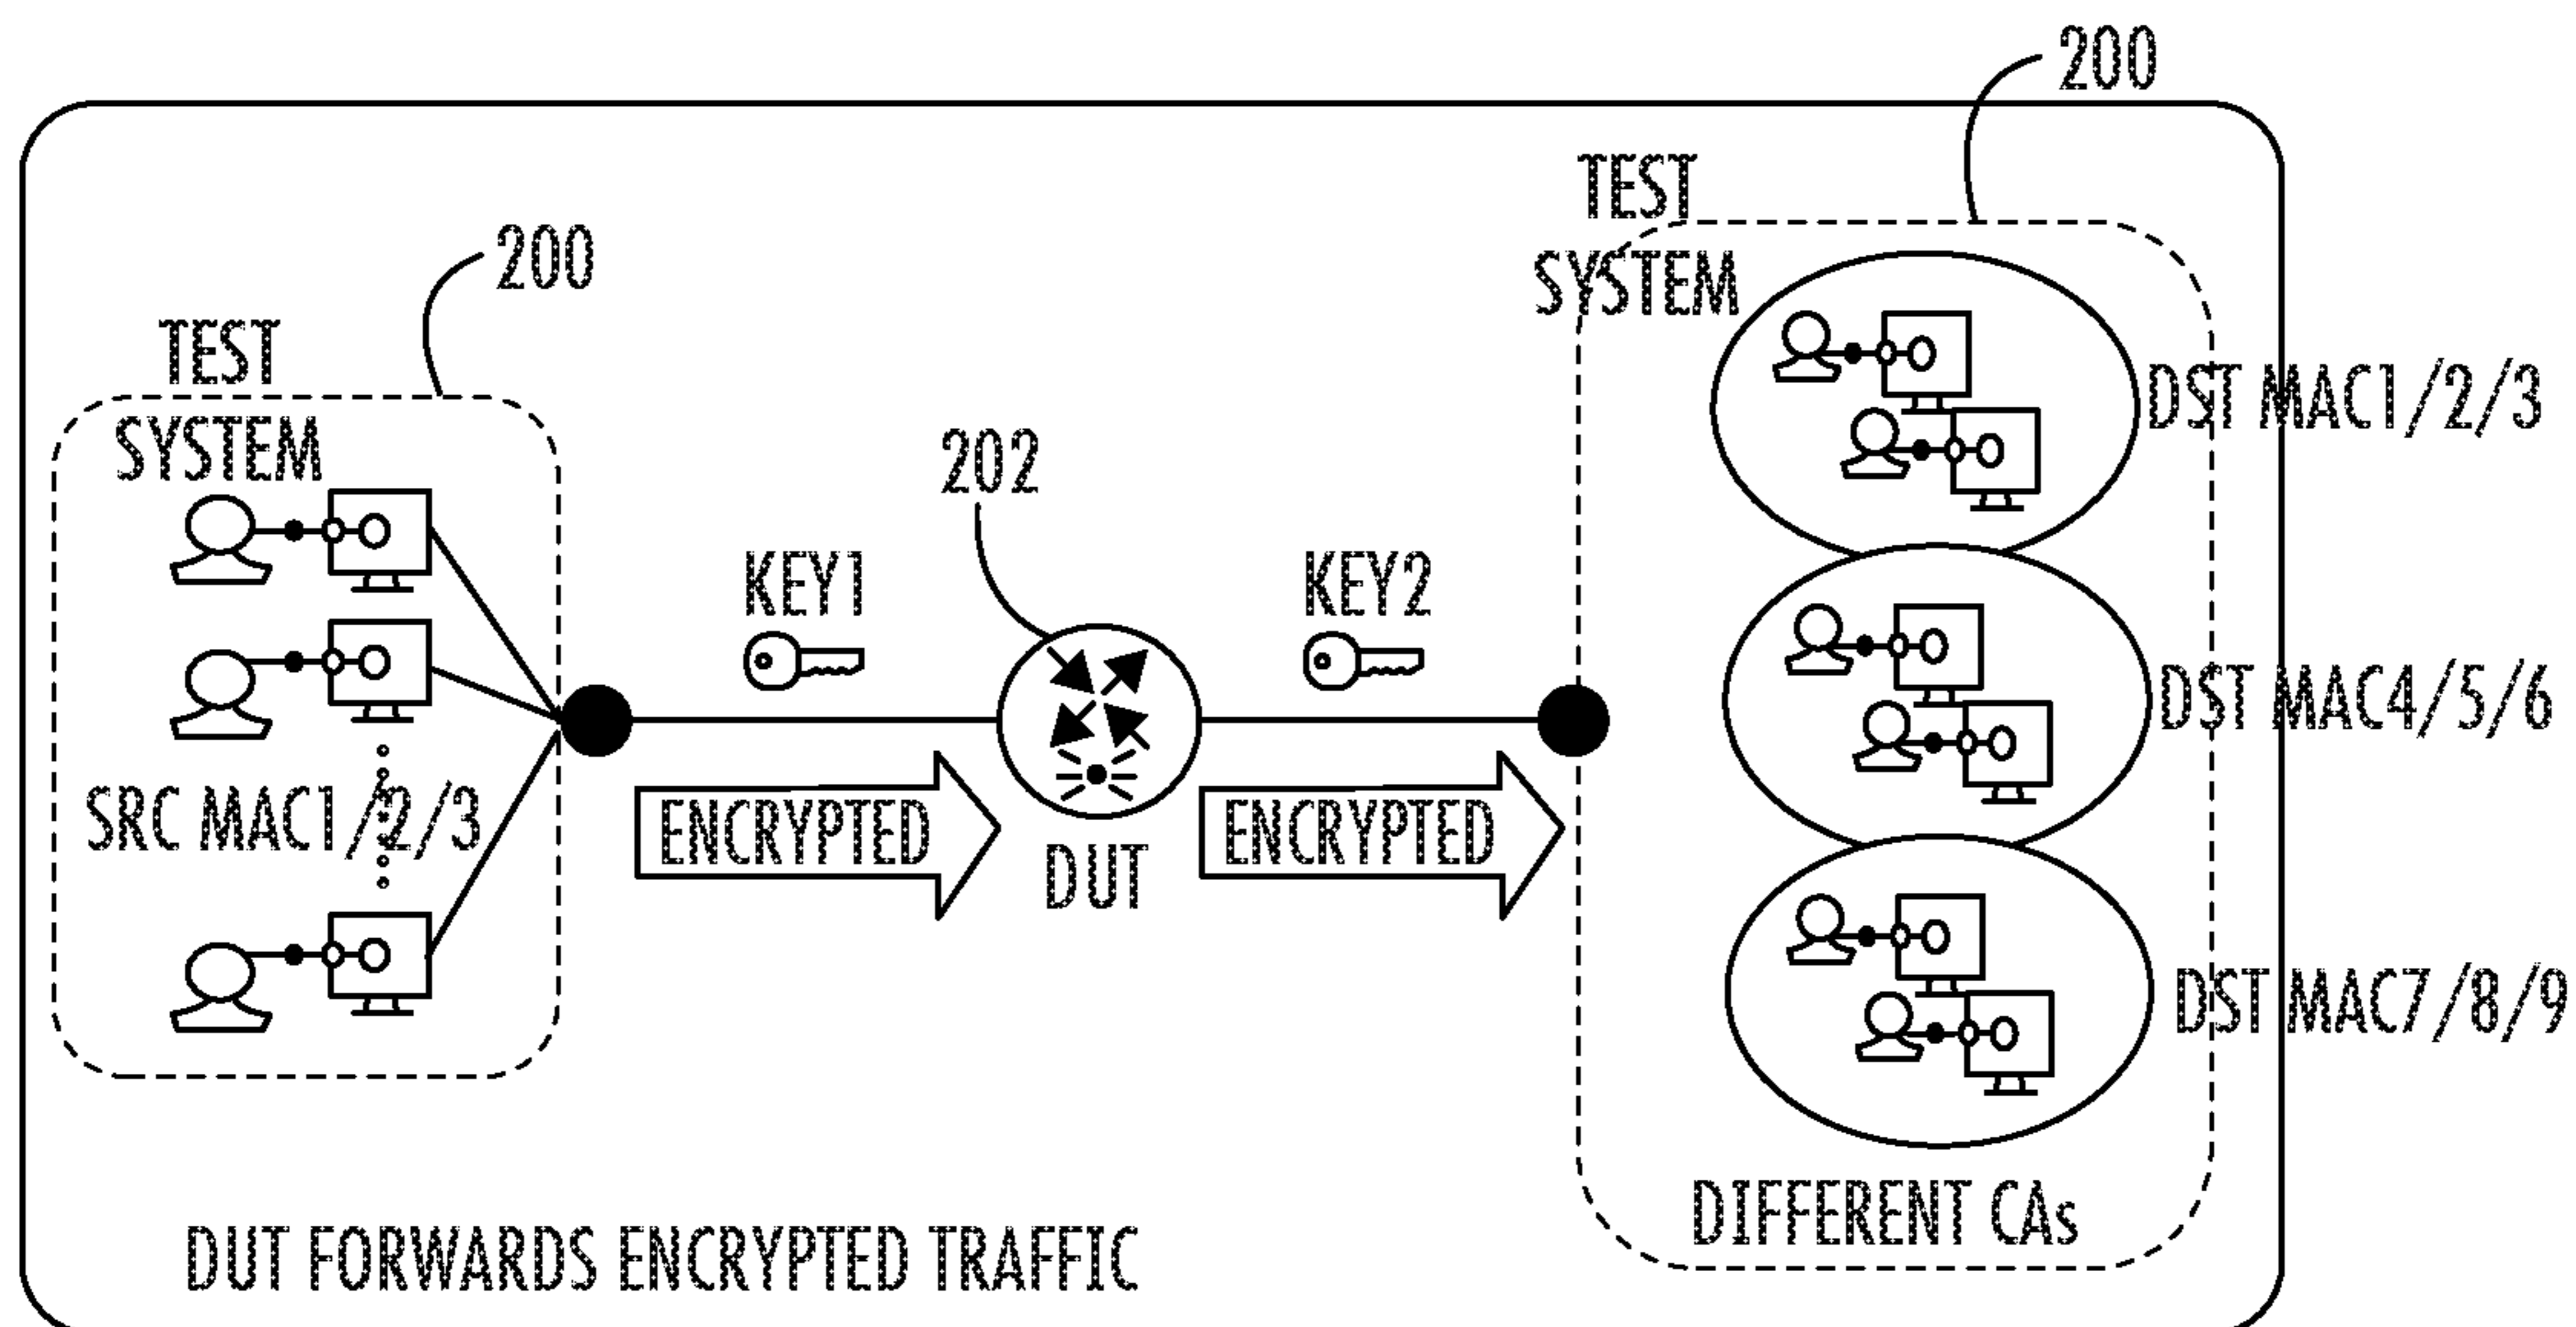 200
TEST
SYSTEM
200
TEST
SYSTEM
DST MAC1/2/3
202
KEY1
KEY2
DST MAC4/5/6
SRC MAC1/2/3
ENCRYPTED
ENCRYPTED
DUT
DST MAC7/8/9
DIFFERENT CAs
DUT FORWARDS ENCRYPTED TRAFFIC